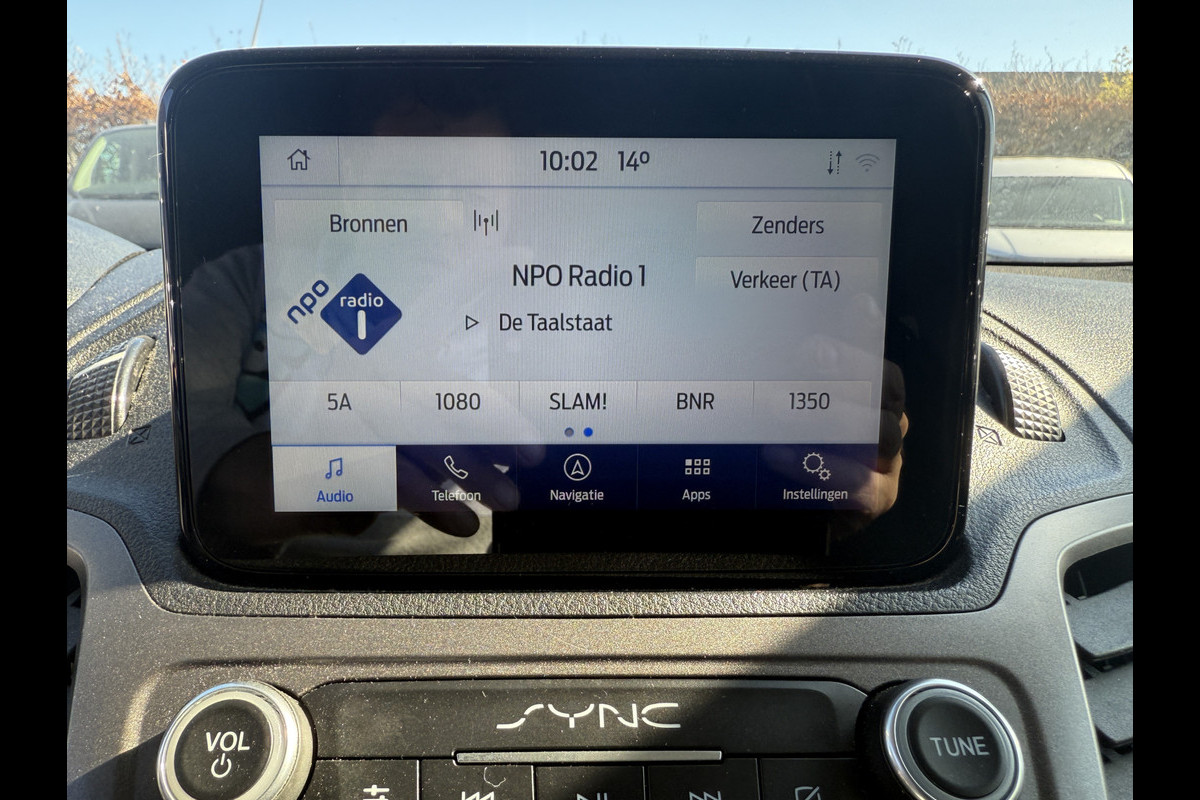 10:02 14º
Bronnen
Zenders
NPO Radio 1
Verkeer (TA)
npo radio 1
De Taalstaat
5A 1080 SLAM! BNR 1350
Audio Telefoon Navigatie Apps Instellingen
SYNC
VOL
TUNE